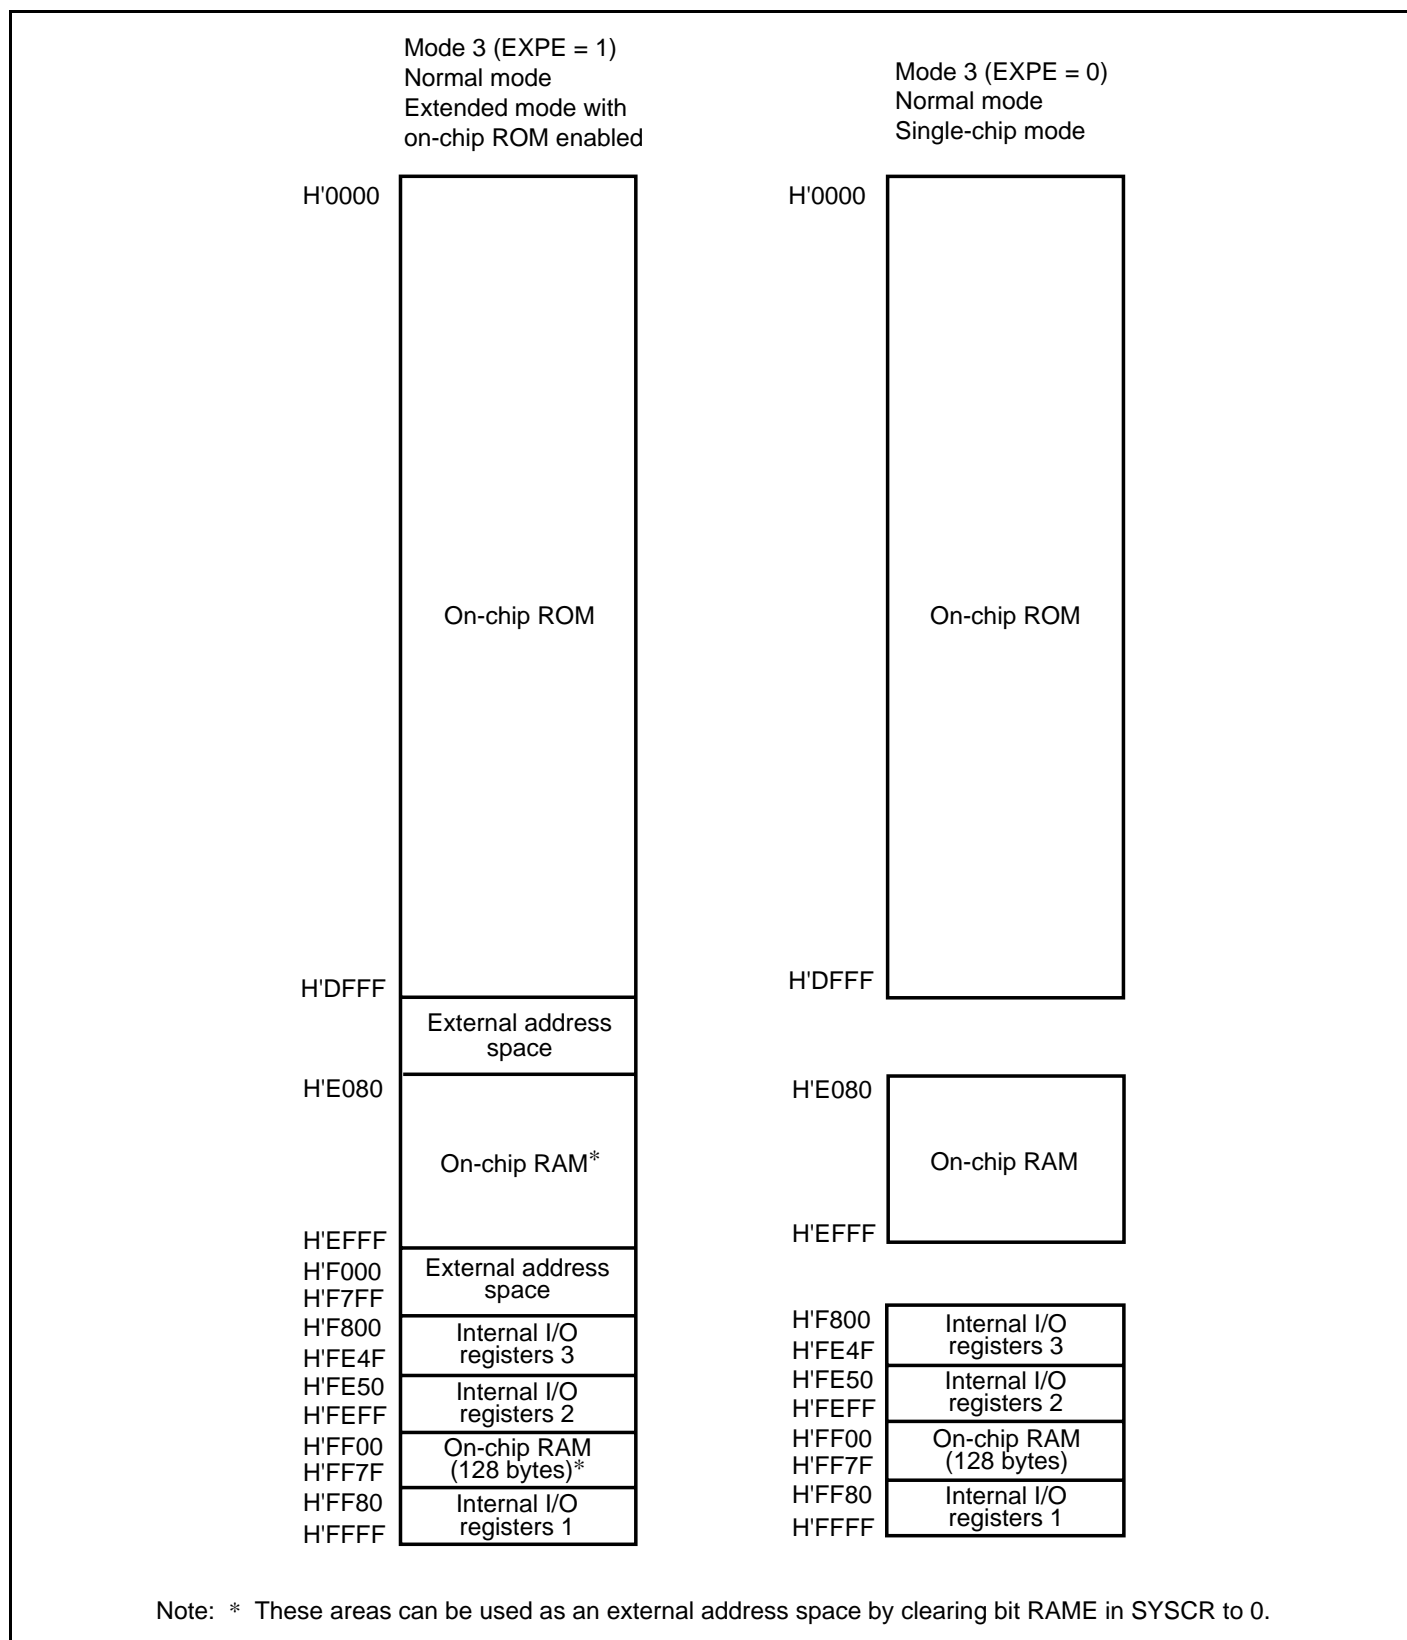 Mode 3 (EXPE = 1)
Normal mode
Extended mode with
on-chip ROM enabled
H'0000
On-chip ROM
H'DFFF
External address
space
H'E080
On-chip RAM*
H'EFFF
H'F000
External address
space
H'F7FF
H'F800
Internal I/O
registers 3
H'FE4F
H'FE50
Internal I/O
registers 2
H'FEFF
H'FF00
On-chip RAM
(128 bytes)*
H'FF7F
H'FF80
Internal I/O
registers 1
H'FFFF
Mode 3 (EXPE = 0)
Normal mode
Single-chip mode
H'0000
On-chip ROM
H'DFFF
H'E080
On-chip RAM
H'EFFF
H'F800
Internal I/O
registers 3
H'FE4F
H'FE50
Internal I/O
registers 2
H'FEFF
H'FF00
On-chip RAM
(128 bytes)
H'FF7F
H'FF80
Internal I/O
registers 1
H'FFFF
Note: * These areas can be used as an external address space by clearing bit RAME in SYSCR to 0.